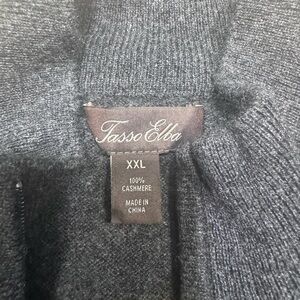 Tasso Elba
XXL
100%
CASHMERE
MADE IN
CHINA